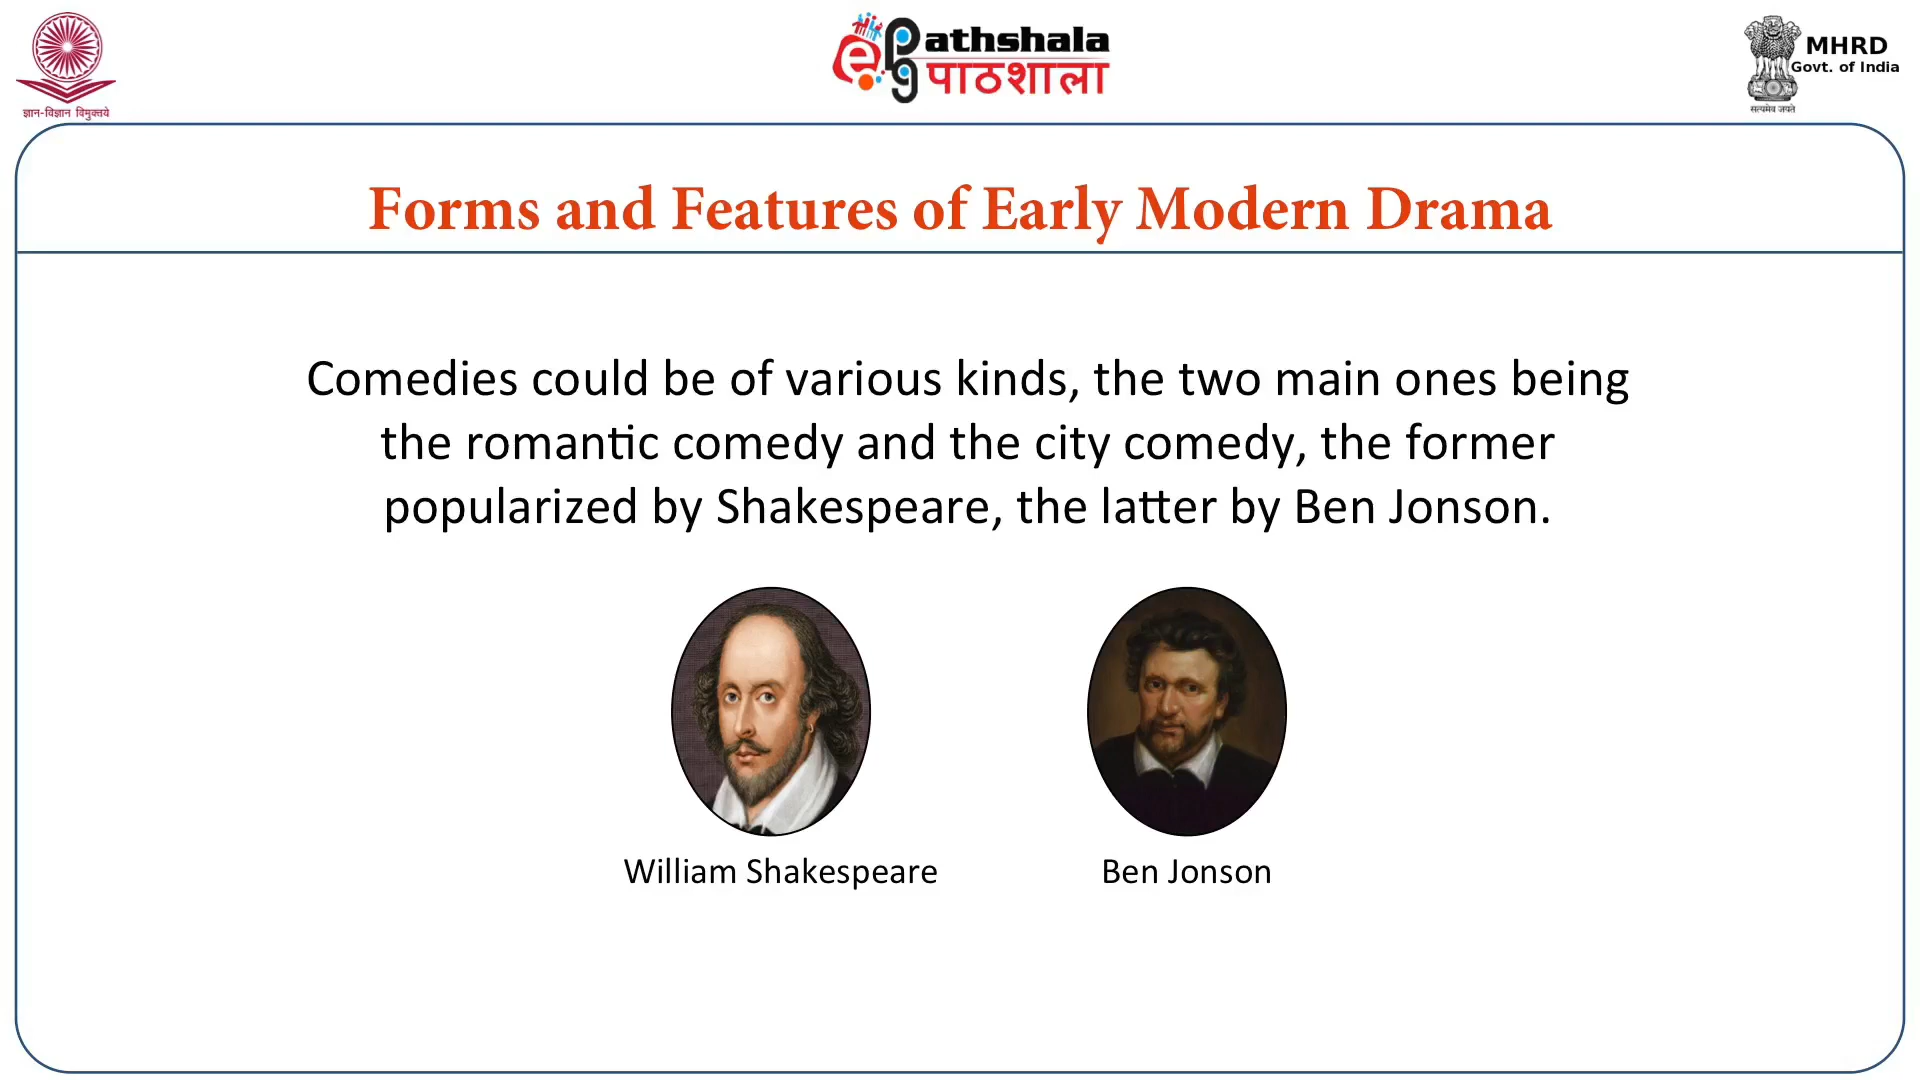 ज्ञान-विज्ञान विमुक्तये
e pg Pathshala
पाठशाला
MHRD
Govt. of India
सत्यमेव जयते
Forms and Features of Early Modern Drama
Comedies could be of various kinds, the two main ones being
the romantic comedy and the city comedy, the former
popularized by Shakespeare, the latter by Ben Jonson.
William Shakespeare
Ben Jonson